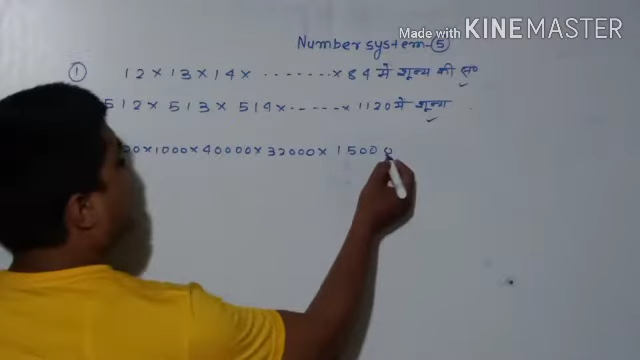 Made with KINEMASTER
Number system-5
1 12 × 13 × 14 × ....... × 84 मे शून्य की सं०
512 × 513 × 514 × ...... × 1120 मे शून्य
×1000 × 40000 × 32000 × 15000